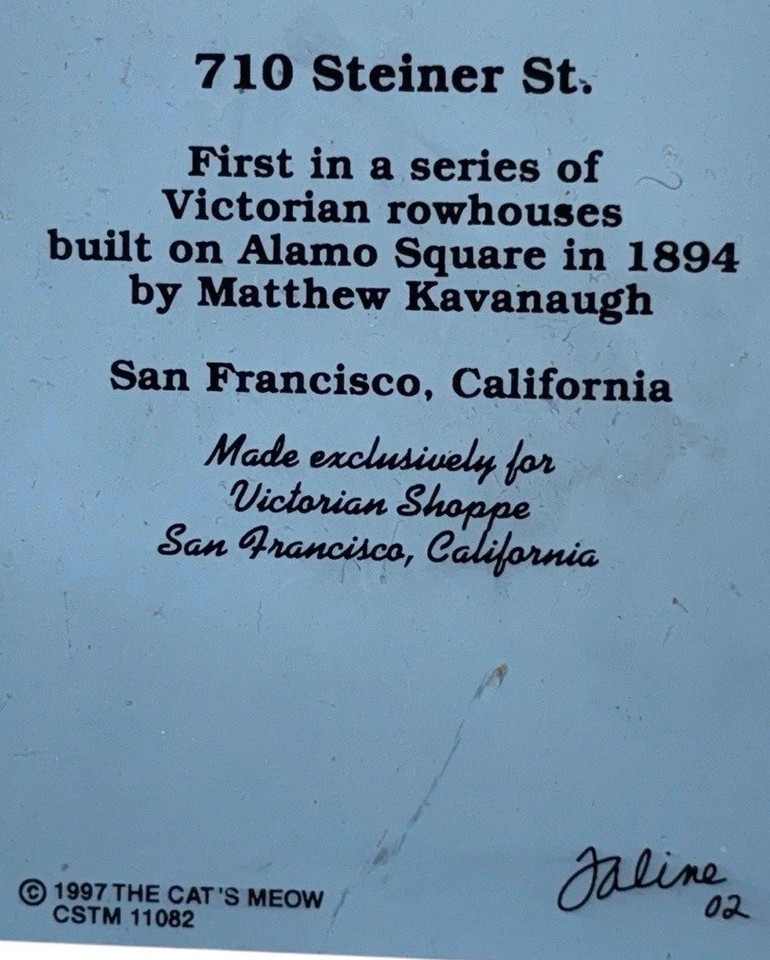 710 Steiner St.
First in a series of
Victorian rowhouses
built on Alamo Square in 1894
by Matthew Kavanaugh
San Francisco, California
Made exclusively for
Victorian Shoppe
San Francisco, California
© 1997 THE CAT'S MEOW
CSTM 11082
Faline
02